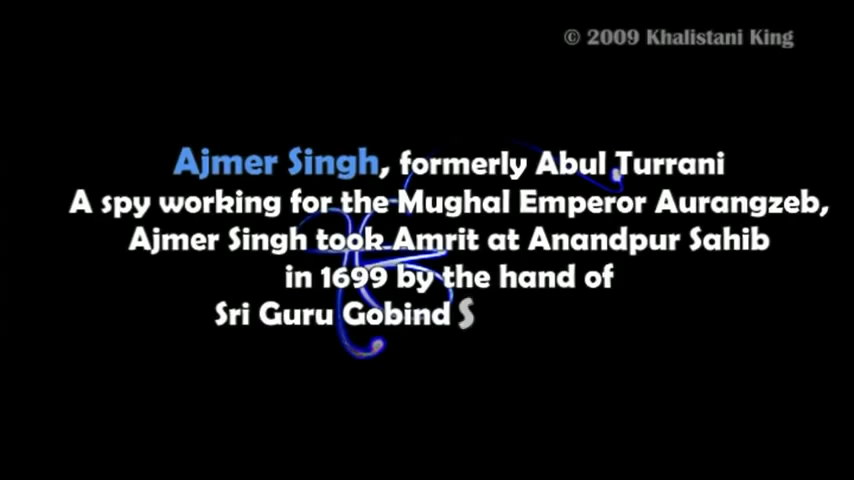 © 2009 Khalistani King
Ajmer Singh, formerly Abul Turrani
A spy working for the Mughal Emperor Aurangzeb,
Ajmer Singh took Amrit at Anandpur Sahib
in 1699 by the hand of
Sri Guru Gobind S